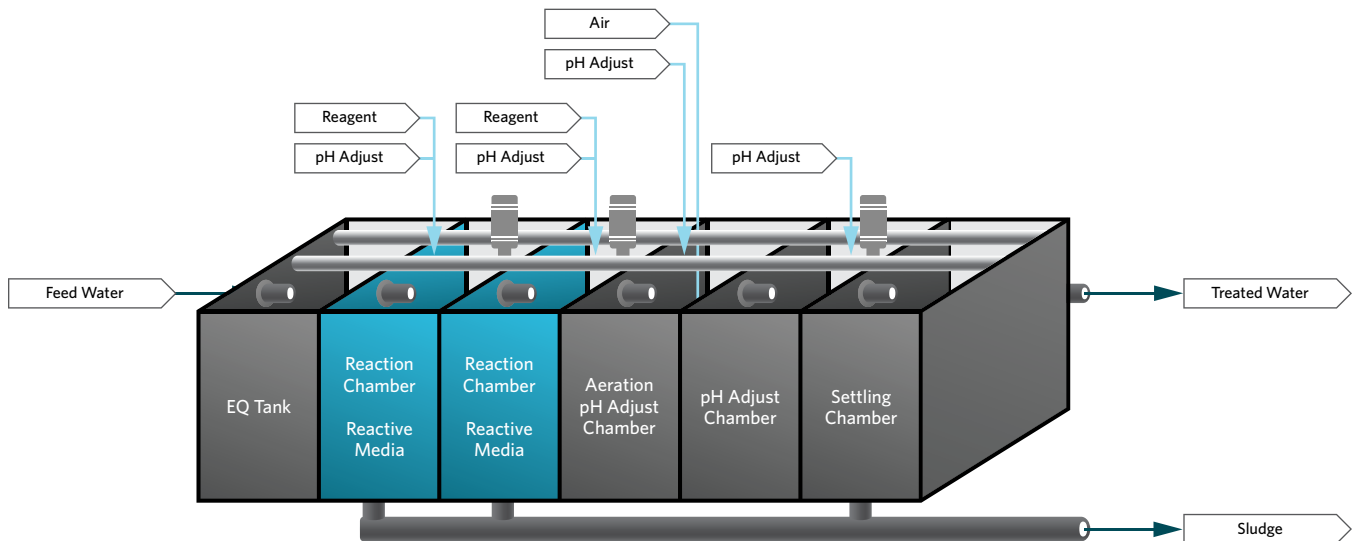 Air
pH Adjust
Reagent
Reagent
pH Adjust
pH Adjust
pH Adjust
Feed Water
Treated Water
EQ Tank
Reaction
Chamber
Reactive
Media
Reaction
Chamber
Reactive
Media
Aeration
pH Adjust
Chamber
pH Adjust
Chamber
Settling
Chamber
Sludge